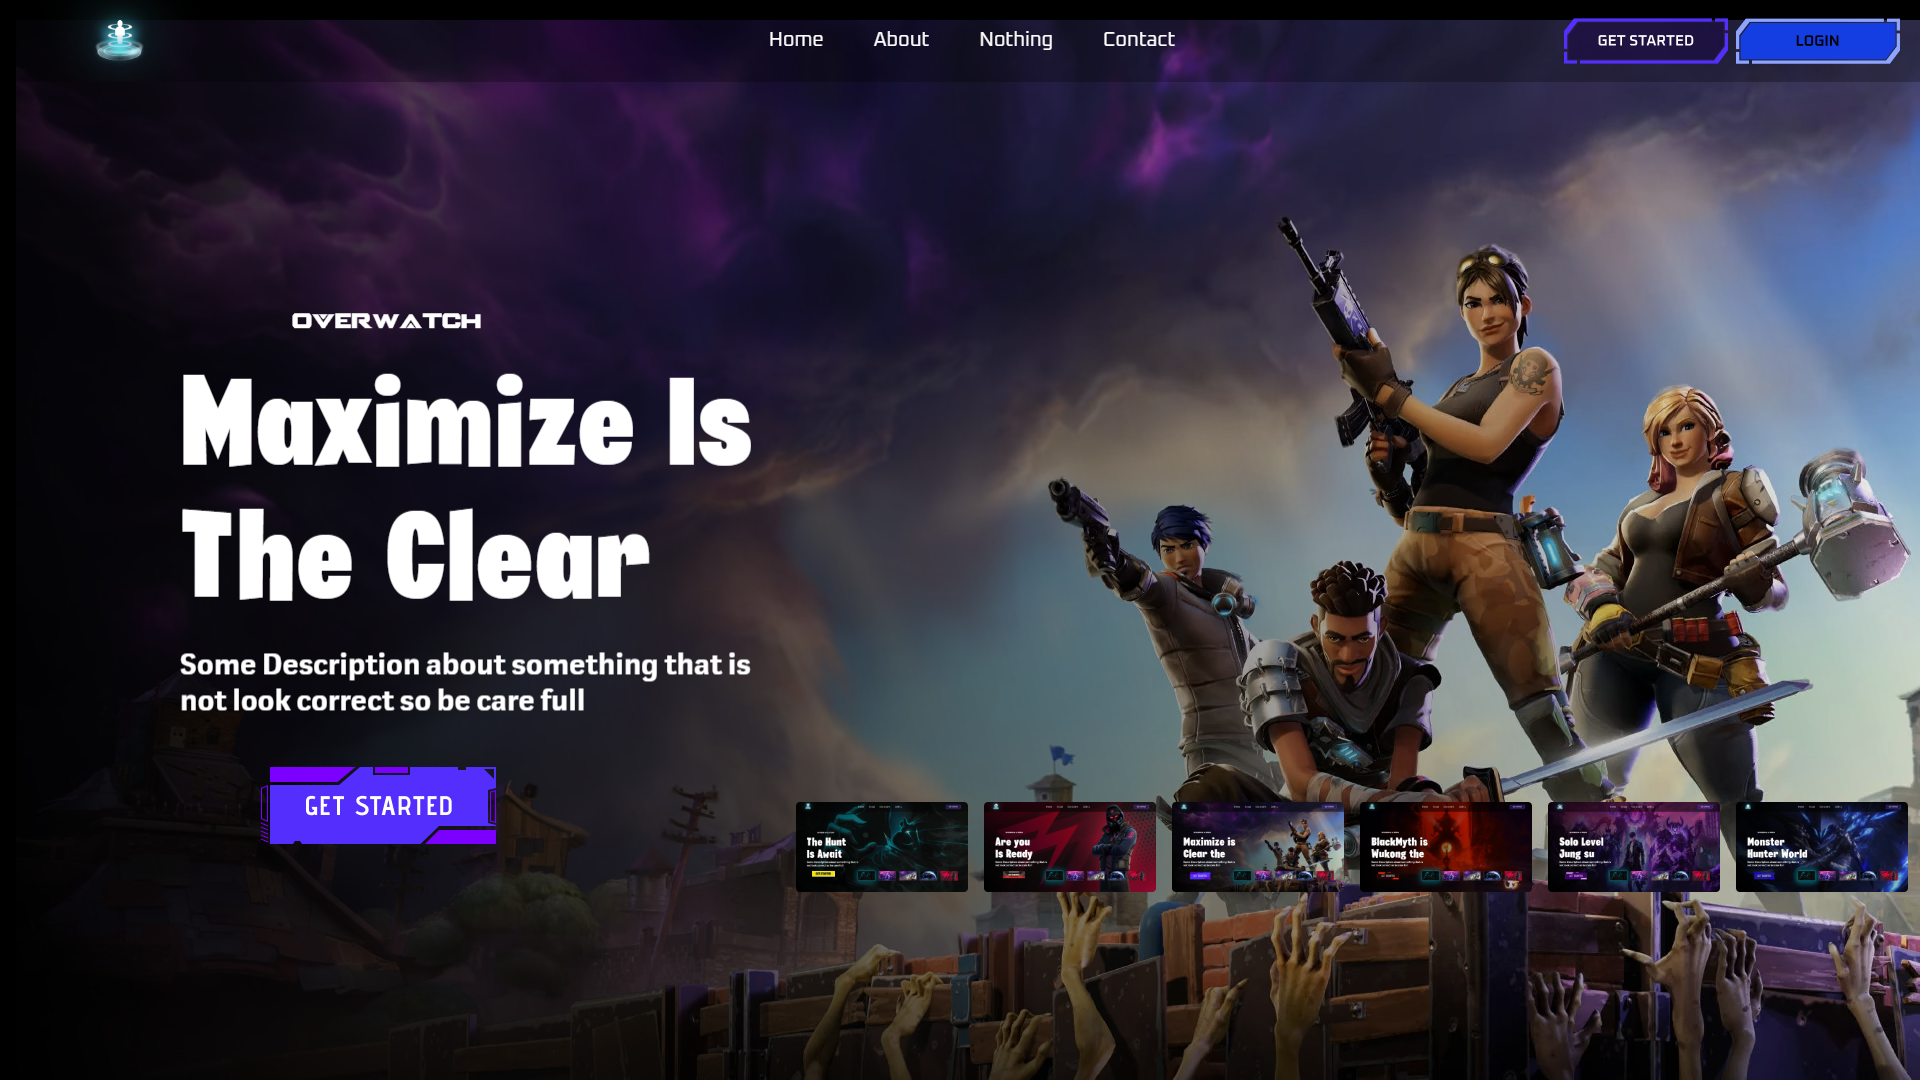 Home About Nothing Contact GET STARTED LOGIN
OVERWATCH
Maximize Is
The Clear
Some Description about something that is
not look correct so be care full
GET STARTED
The Hunt
Is Await
Are you
Is Ready
Maximize is
Clear the
BlackMyth is
Wukong the
Solo Level
Jung su
Monster
Hunter World